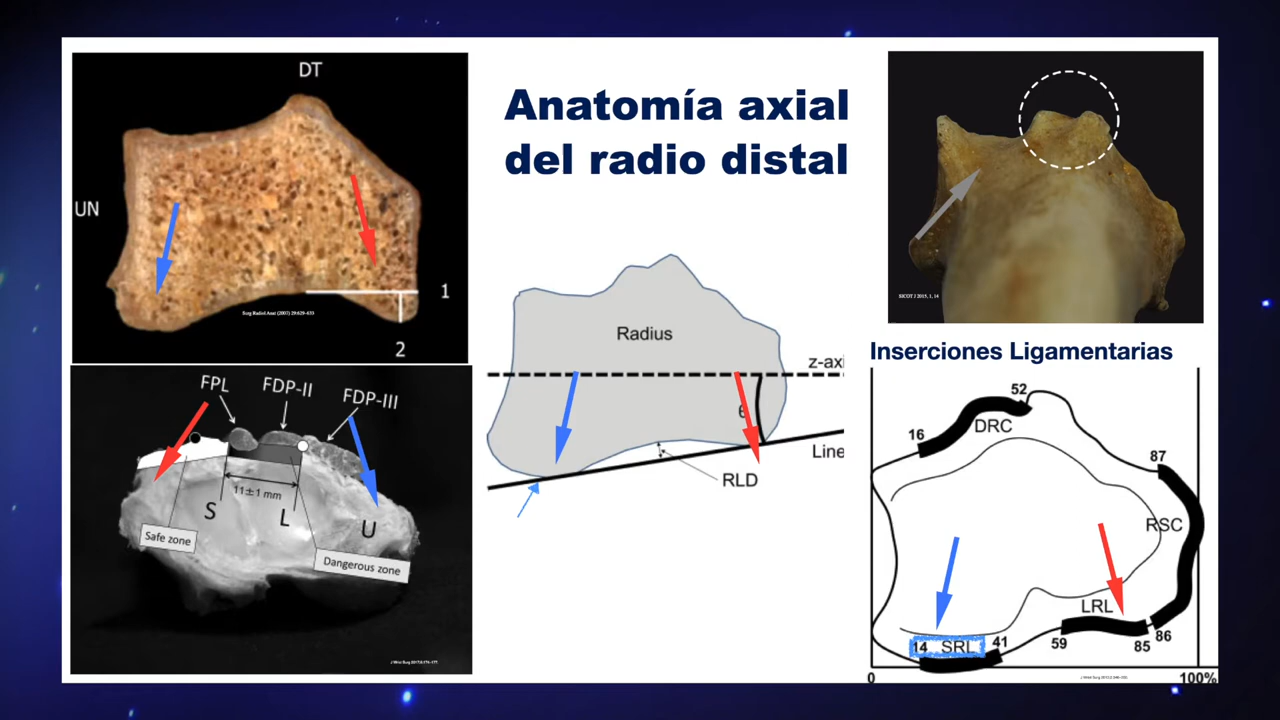 DT
UN
1
2
Surg Radiol Anat (2007) 29:629–633
Anatomía axial
del radio distal
SICOT J 2015, 1, 14
FPL
FDP-II
FDP-III
11±1 mm
S
L
U
Safe zone
Dangerous zone
Radius
z-axi
θ
Line
RLD
Inserciones Ligamentarias
52
DRC
16
87
RSC
LRL
59
85
86
14
SRL
41
0
100%